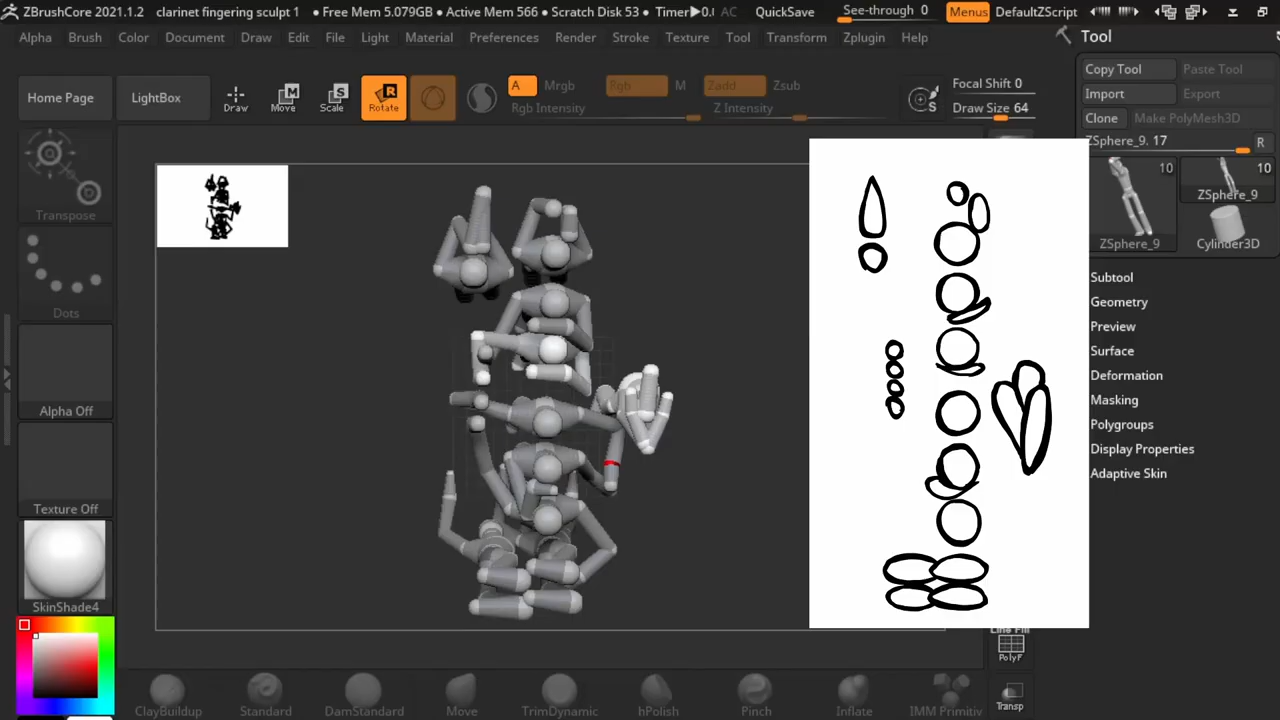 ZBrushCore 2021.1.2 clarinet fingering sculpt 1 ● Free Mem 5.079GB ● Active Mem 566 ● Scratch Disk 53 ● Timer▶0. AC QuickSave See-through 0 Menus DefaultZScript
Alpha Brush Color Document Draw Edit File Light Material Preferences Render Stroke Texture Tool Transform Zplugin Help
Tool
Copy Tool Paste Tool
Import Export
Clone Make PolyMesh3D
ZSphere_9. 17 R
10 10
ZSphere_9
ZSphere_9 Cylinder3D
Home Page LightBox Draw Move Scale Rotate
A Mrgb Rgb M Zadd Zsub
Rgb Intensity Z Intensity
Focal Shift 0
Draw Size 64
Transpose
Dots
Alpha Off
Texture Off
SkinShade4
Subtool
Geometry
Preview
Surface
Deformation
Masking
Polygroups
Display Properties
Adaptive Skin
Line Fill
PolyF
Transp
ClayBuildup Standard DamStandard Move TrimDynamic hPolish Pinch Inflate IMM Primitiv